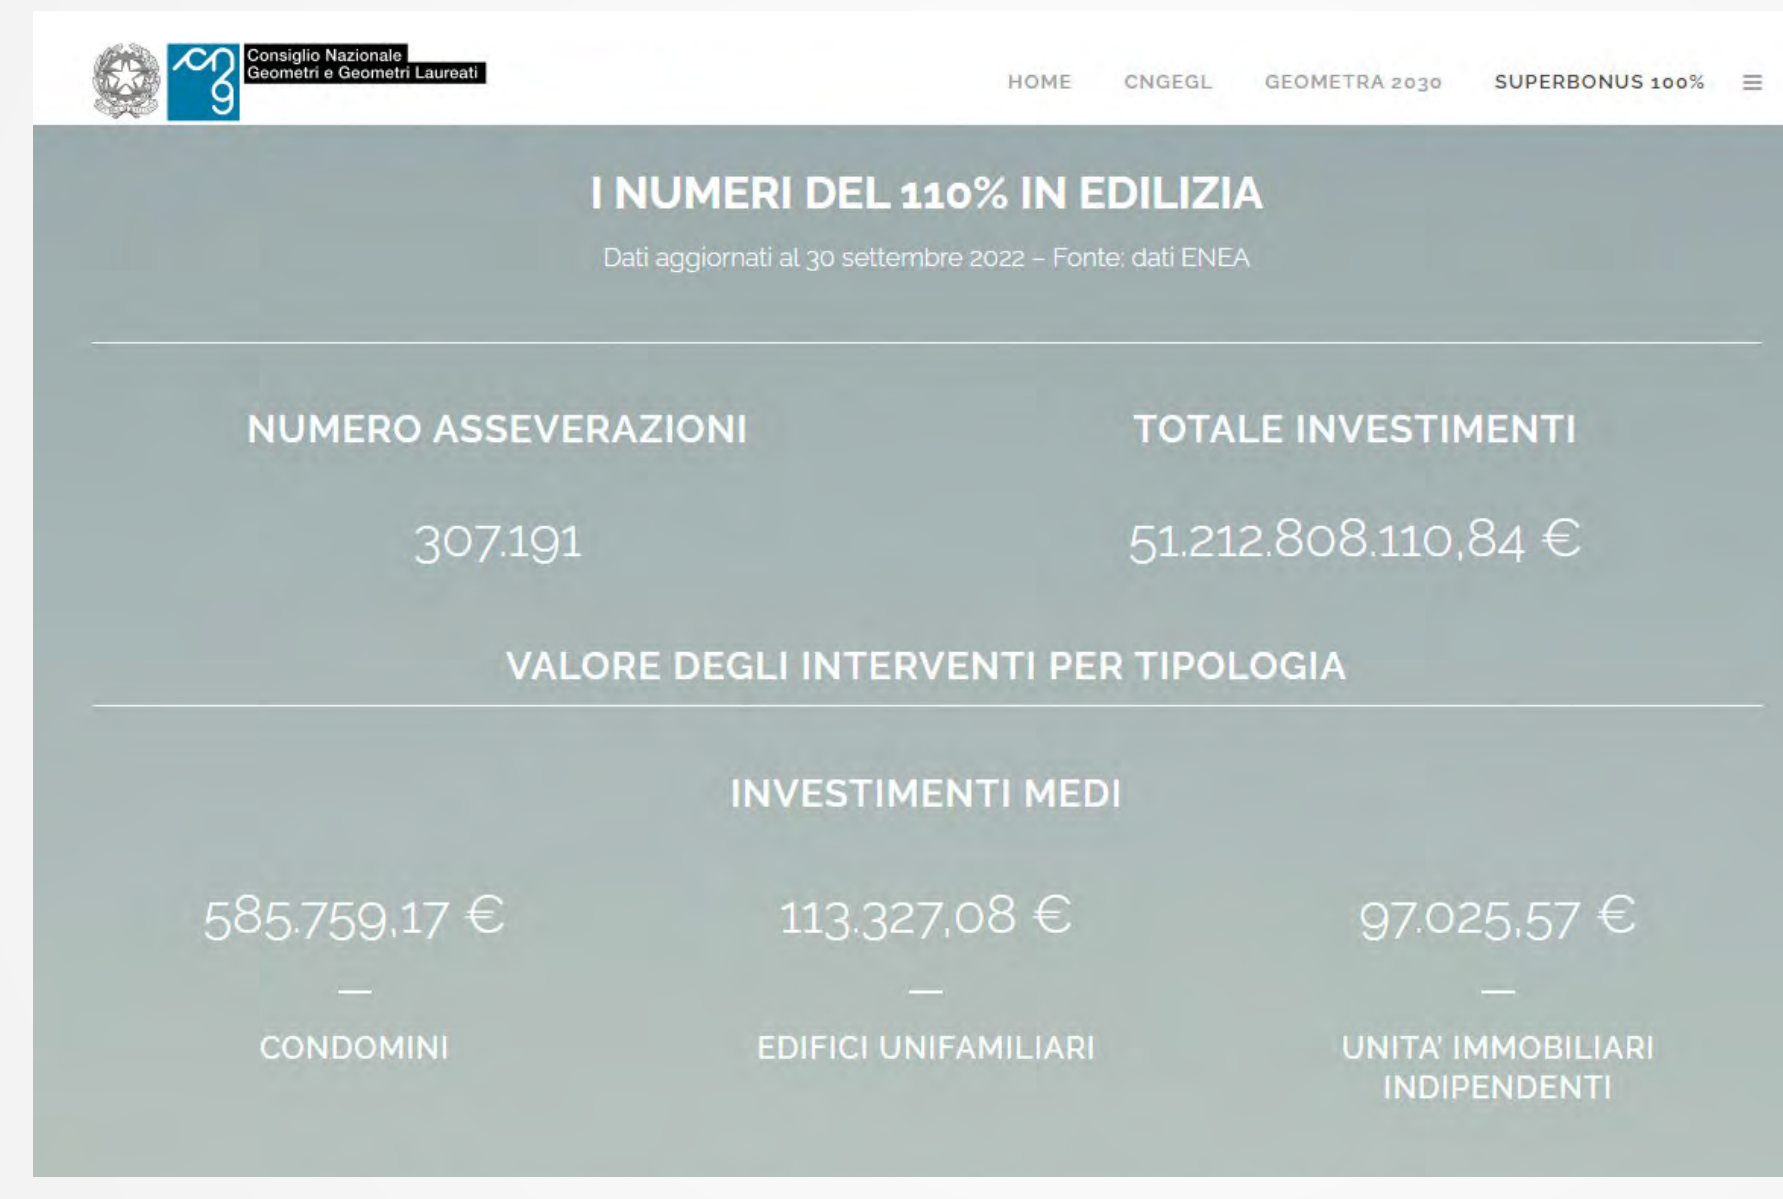 Consiglio Nazionale
Geometri e Geometri Laureati
HOME CNGEGL GEOMETRA 2030 SUPERBONUS 100%
I NUMERI DEL 110% IN EDILIZIA
Dati aggiornati al 30 settembre 2022 – Fonte: dati ENEA
NUMERO ASSEVERAZIONI
307.191
TOTALE INVESTIMENTI
51.212.808.110,84 €
VALORE DEGLI INTERVENTI PER TIPOLOGIA
INVESTIMENTI MEDI
585.759,17 €
CONDOMINI
113.327,08 €
EDIFICI UNIFAMILIARI
97.025,57 €
UNITA’ IMMOBILIARI
INDIPENDENTI